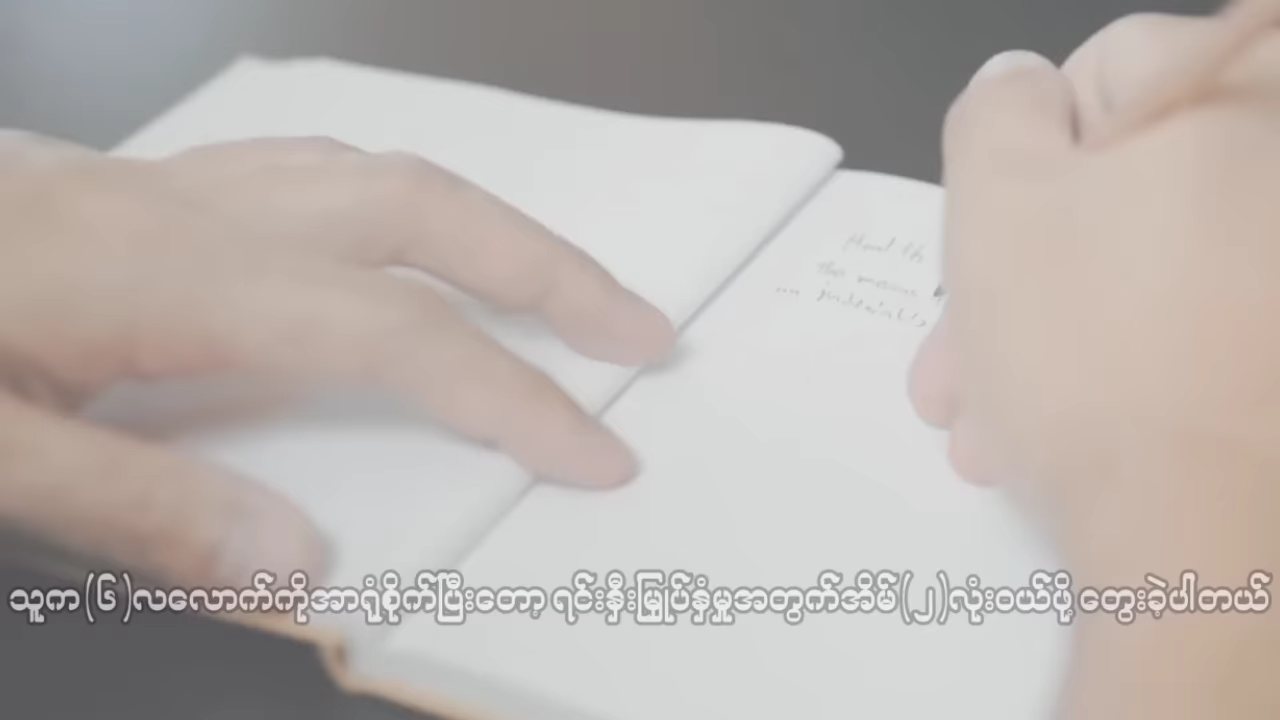 သူက(၆)လလောက်ကိုအာရုံစိုက်ပြီးတော့ ရင်းနှီးမြှုပ်နှံမှုအတွက်အိမ်(၂)လုံးဝယ်ဖို့ တွေးခဲ့ပါတယ်